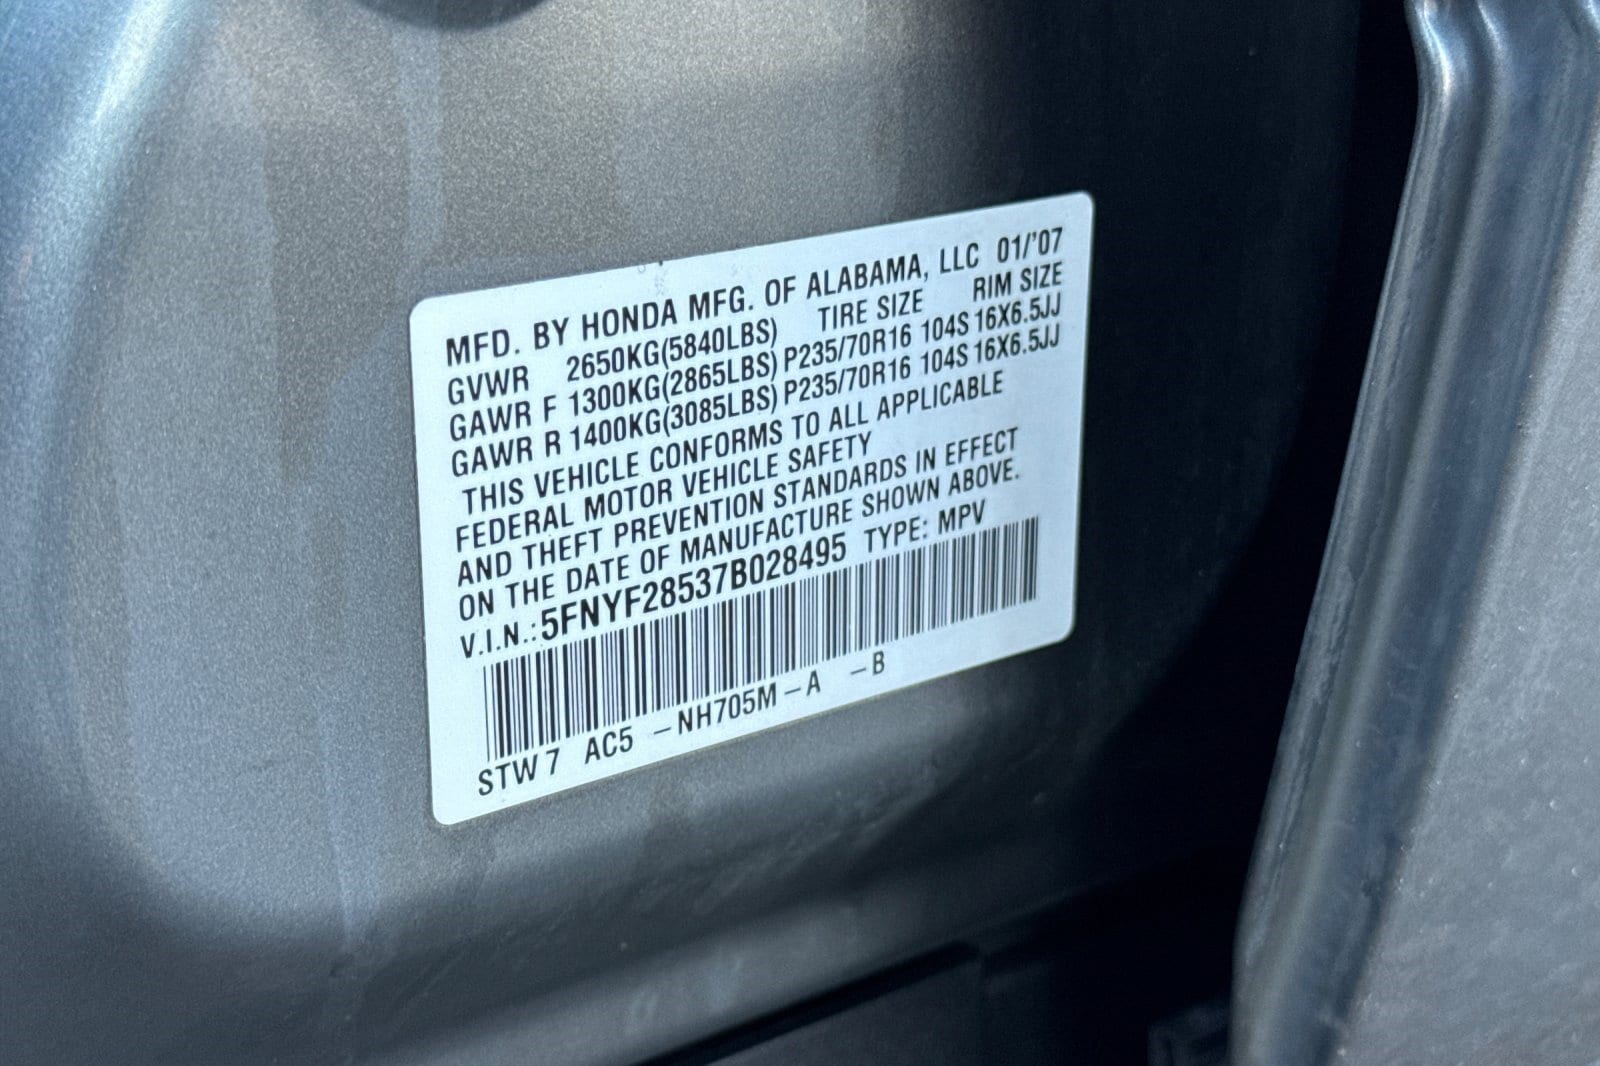 MFD. BY HONDA MFG. OF ALABAMA, LLC 01/'07
GVWR 2650KG(5840LBS) TIRE SIZE RIM SIZE
GAWR F 1300KG(2865LBS) P235/70R16 104S 16X6.5JJ
GAWR R 1400KG(3085LBS) P235/70R16 104S 16X6.5JJ
THIS VEHICLE CONFORMS TO ALL APPLICABLE
FEDERAL MOTOR VEHICLE SAFETY
AND THEFT PREVENTION STANDARDS IN EFFECT
ON THE DATE OF MANUFACTURE SHOWN ABOVE.
V.I.N.: 5FNYF28537B028495 TYPE: MPV
STW 7 AC5 –NH705M –A –B